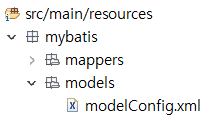 src/main/resources
mybatis
mappers
models
modelConfig.xml